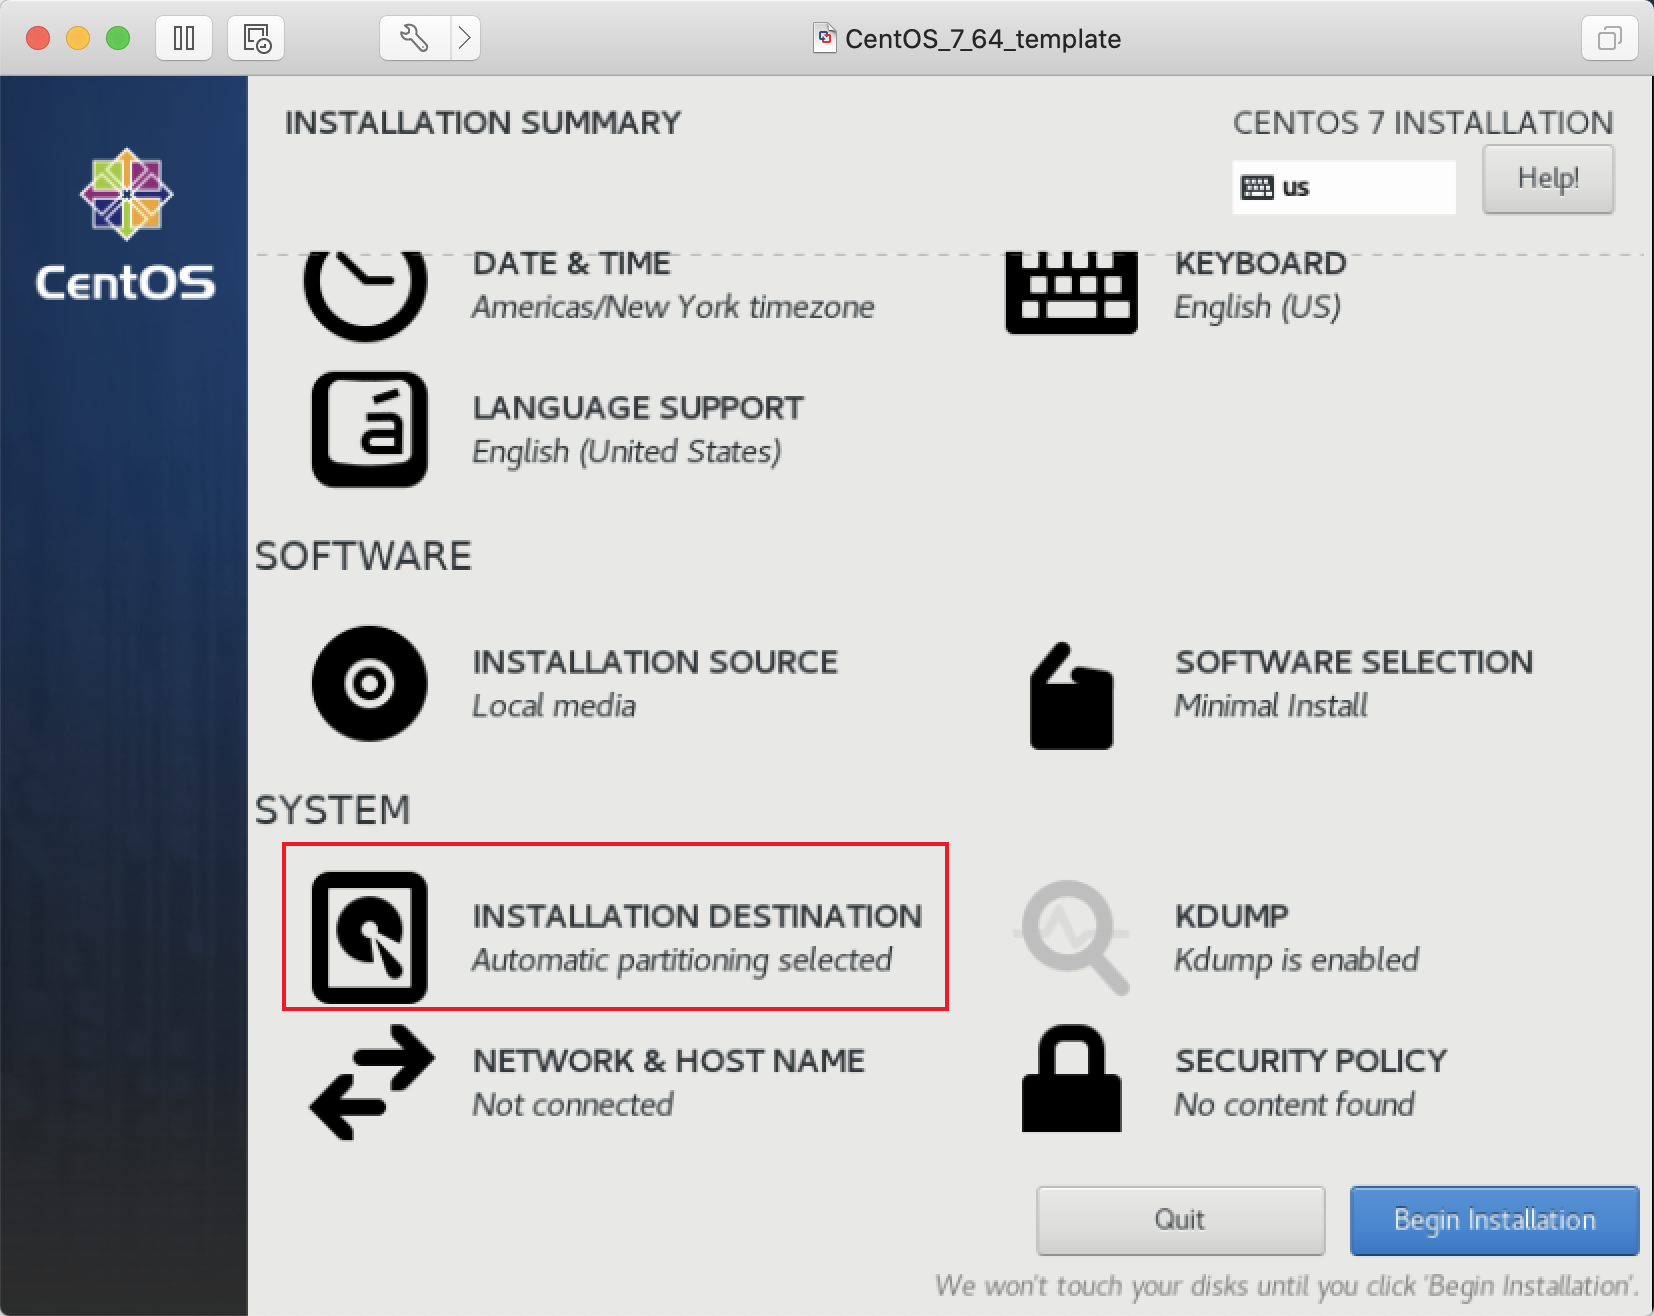 CentOS_7_64_template
INSTALLATION SUMMARY
CENTOS 7 INSTALLATION
us
Help!
CentOS
DATE & TIME
Americas/New York timezone
KEYBOARD
English (US)
á
LANGUAGE SUPPORT
English (United States)
SOFTWARE
INSTALLATION SOURCE
Local media
SOFTWARE SELECTION
Minimal Install
SYSTEM
INSTALLATION DESTINATION
Automatic partitioning selected
KDUMP
Kdump is enabled
NETWORK & HOST NAME
Not connected
SECURITY POLICY
No content found
Quit
Begin Installation
We won't touch your disks until you click 'Begin Installation'.